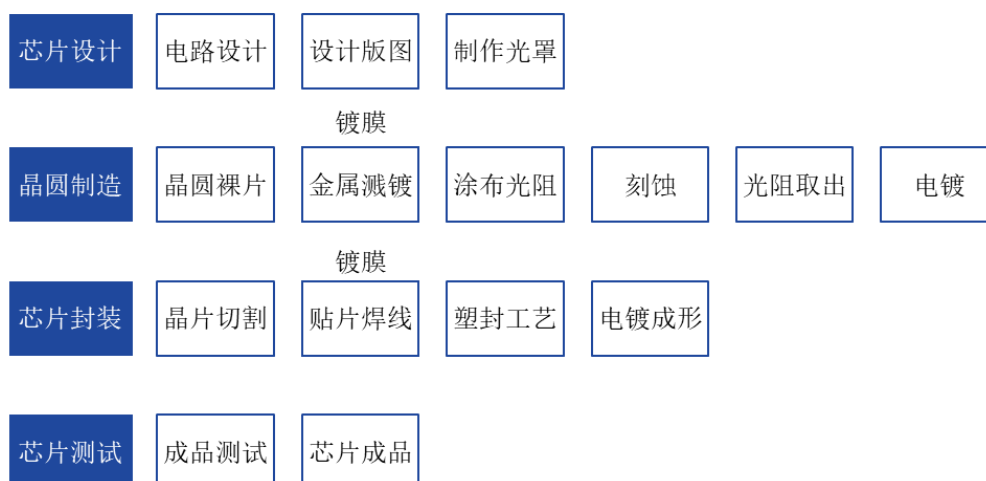 芯片设计 电路设计 设计版图 制作光罩
镀膜
晶圆制造 晶圆裸片 金属溅镀 涂布光阻 刻蚀 光阻取出 电镀
镀膜
芯片封装 晶片切割 贴片焊线 塑封工艺 电镀成形
芯片测试 成品测试 芯片成品